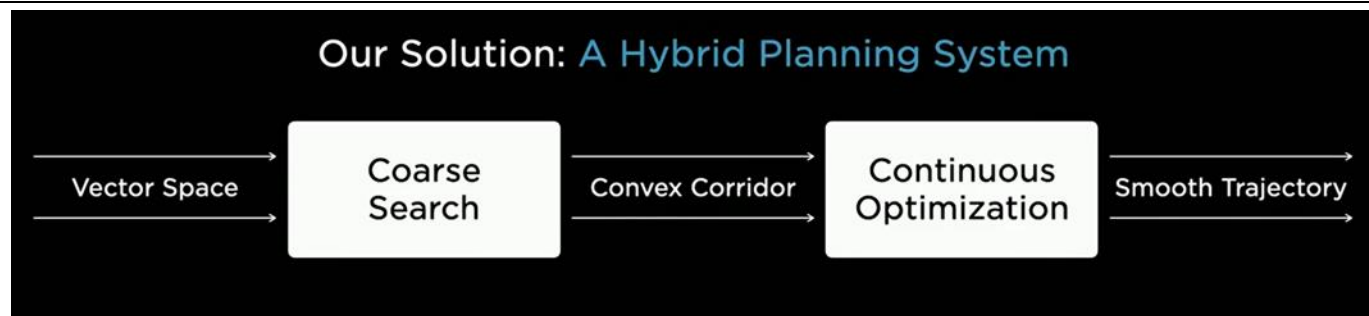 Our Solution: A Hybrid Planning System
Vector Space
Coarse
Search
Convex Corridor
Continuous
Optimization
Smooth Trajectory